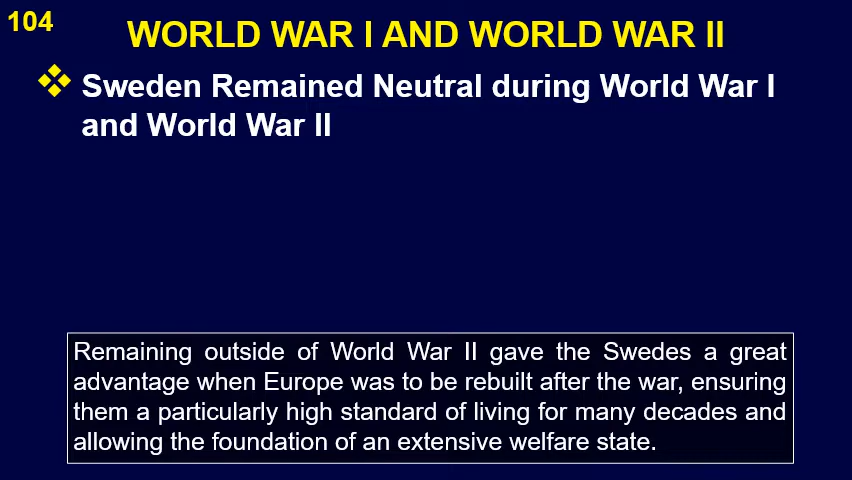 104
WORLD WAR I AND WORLD WAR II
Sweden Remained Neutral during World War I
and World War II
Remaining outside of World War II gave the Swedes a great
advantage when Europe was to be rebuilt after the war, ensuring
them a particularly high standard of living for many decades and
allowing the foundation of an extensive welfare state.